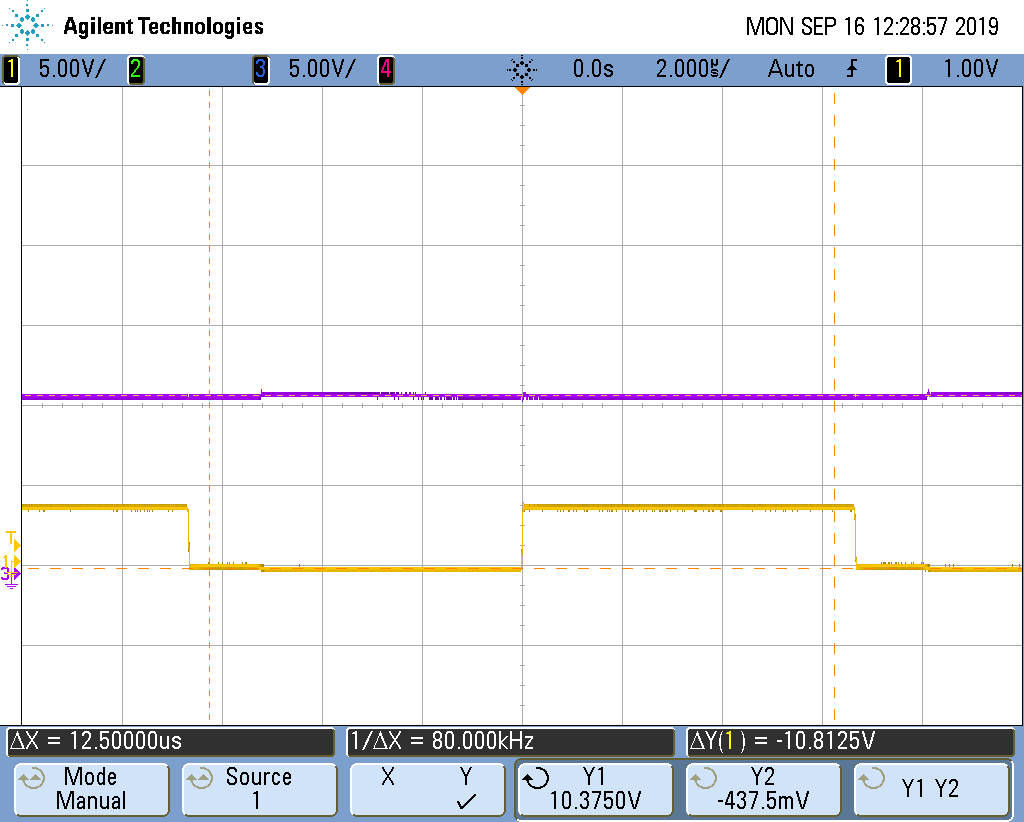 Agilent Technologies MON SEP 16 12:28:57 2019
1 5.00V/ 2 3 5.00V/ 4 0.0s 2.000us/ Auto 1 1.00V
T
1
3
ΔX = 12.50000us 1/ΔX = 80.000kHz ΔY(1) = -10.8125V
Mode Source X Y Y1 Y2 Y1 Y2
Manual 1 10.3750V -437.5mV